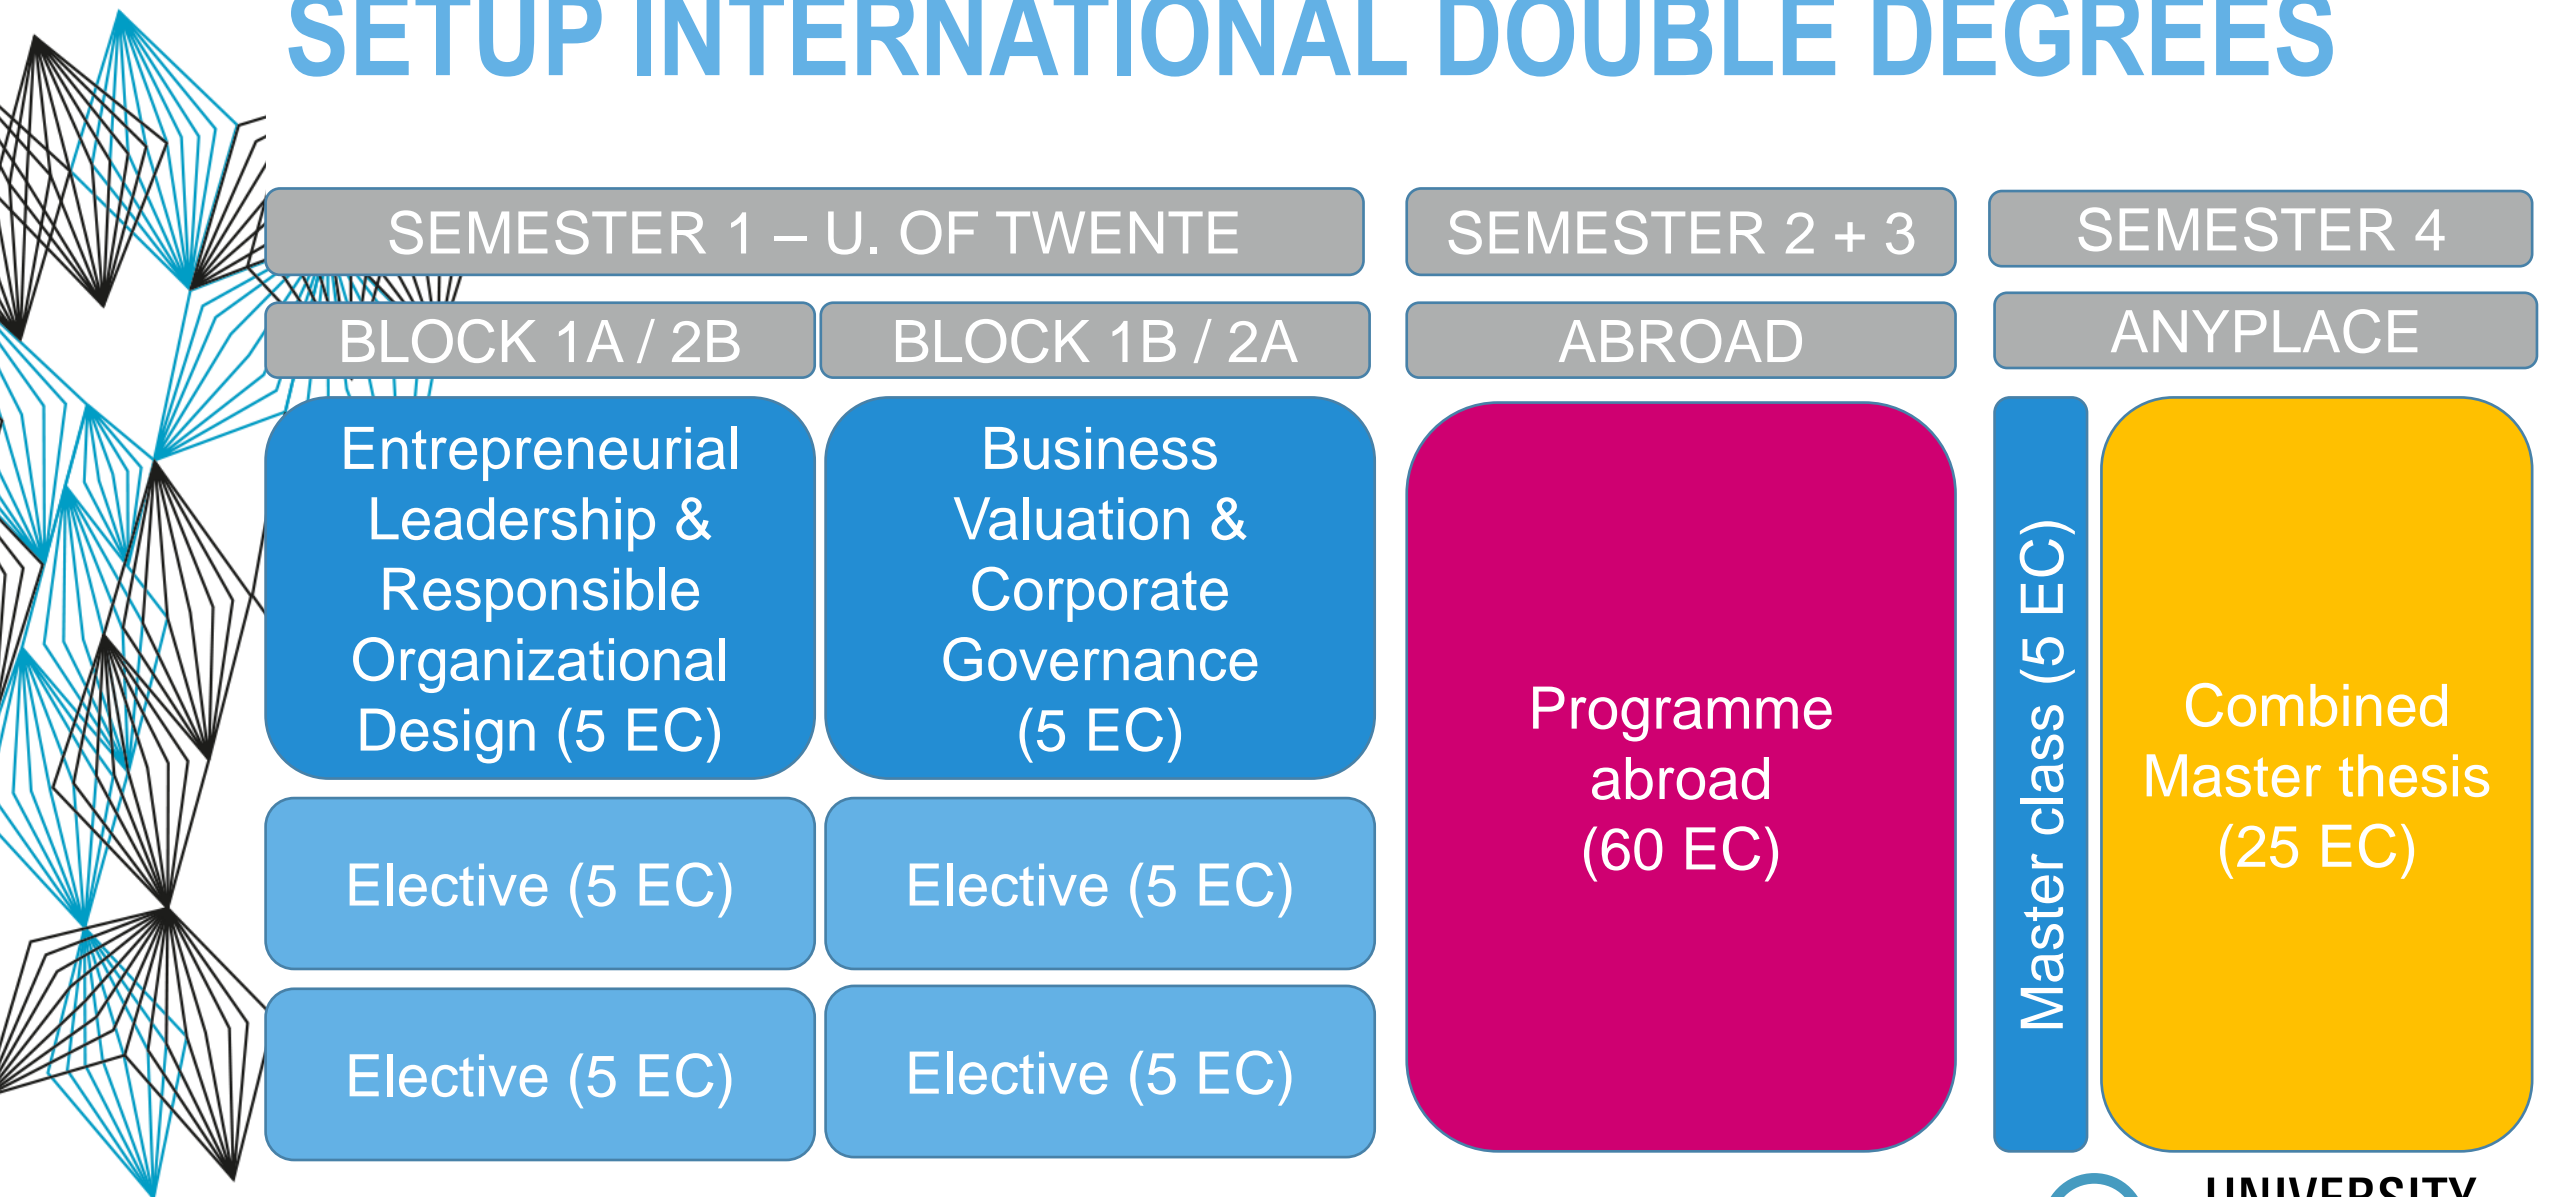 SETUP INTERNATIONAL DOUBLE DEGREES
SEMESTER 1 – U. OF TWENTE
SEMESTER 2 + 3
SEMESTER 4
BLOCK 1A / 2B
BLOCK 1B / 2A
ABROAD
ANYPLACE
Entrepreneurial
Leadership &
Responsible
Organizational
Design (5 EC)
Business
Valuation &
Corporate
Governance
(5 EC)
Elective (5 EC)
Elective (5 EC)
Elective (5 EC)
Elective (5 EC)
Programme
abroad
(60 EC)
Master class (5 EC)
Combined
Master thesis
(25 EC)
UNIVERSITY